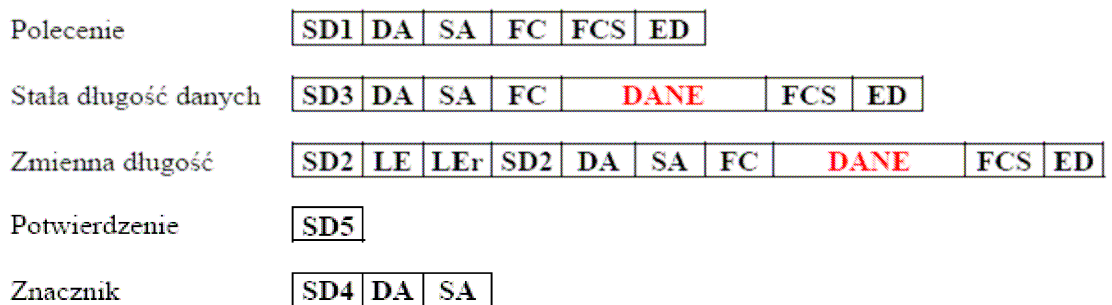 Polecenie SD1 DA SA FC FCS ED
Stała długość danych SD3 DA SA FC DANE FCS ED
Zmienna długość SD2 LE LEr SD2 DA SA FC DANE FCS ED
Potwierdzenie SD5
Znacznik SD4 DA SA